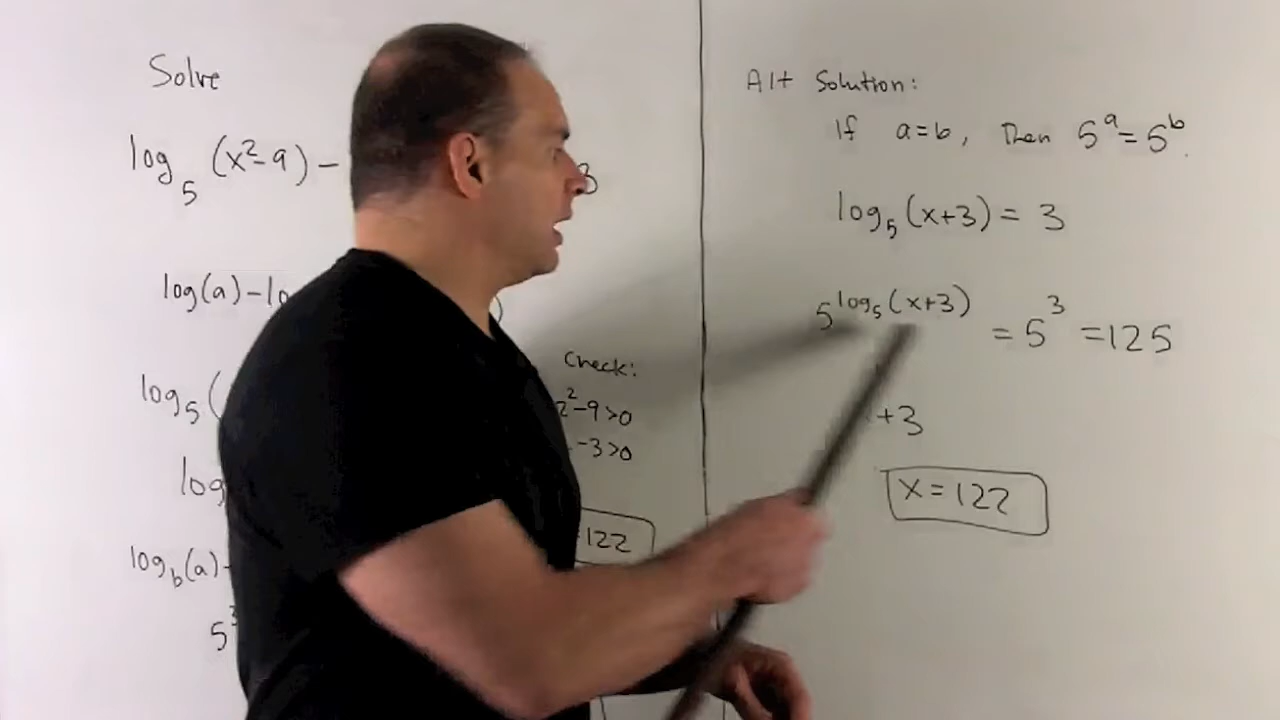 Solve
log₅(x²-9) - 3
log(a) - lo )
Check:
log₅( 2²-9>0
-3>0
log
122
log_b(a) -
5³
Alt Solution:
If a=b, Then 5ᵃ=5ᵇ.
log₅(x+3) = 3
5^log₅(x+3) = 5³ =125
+3
x=122